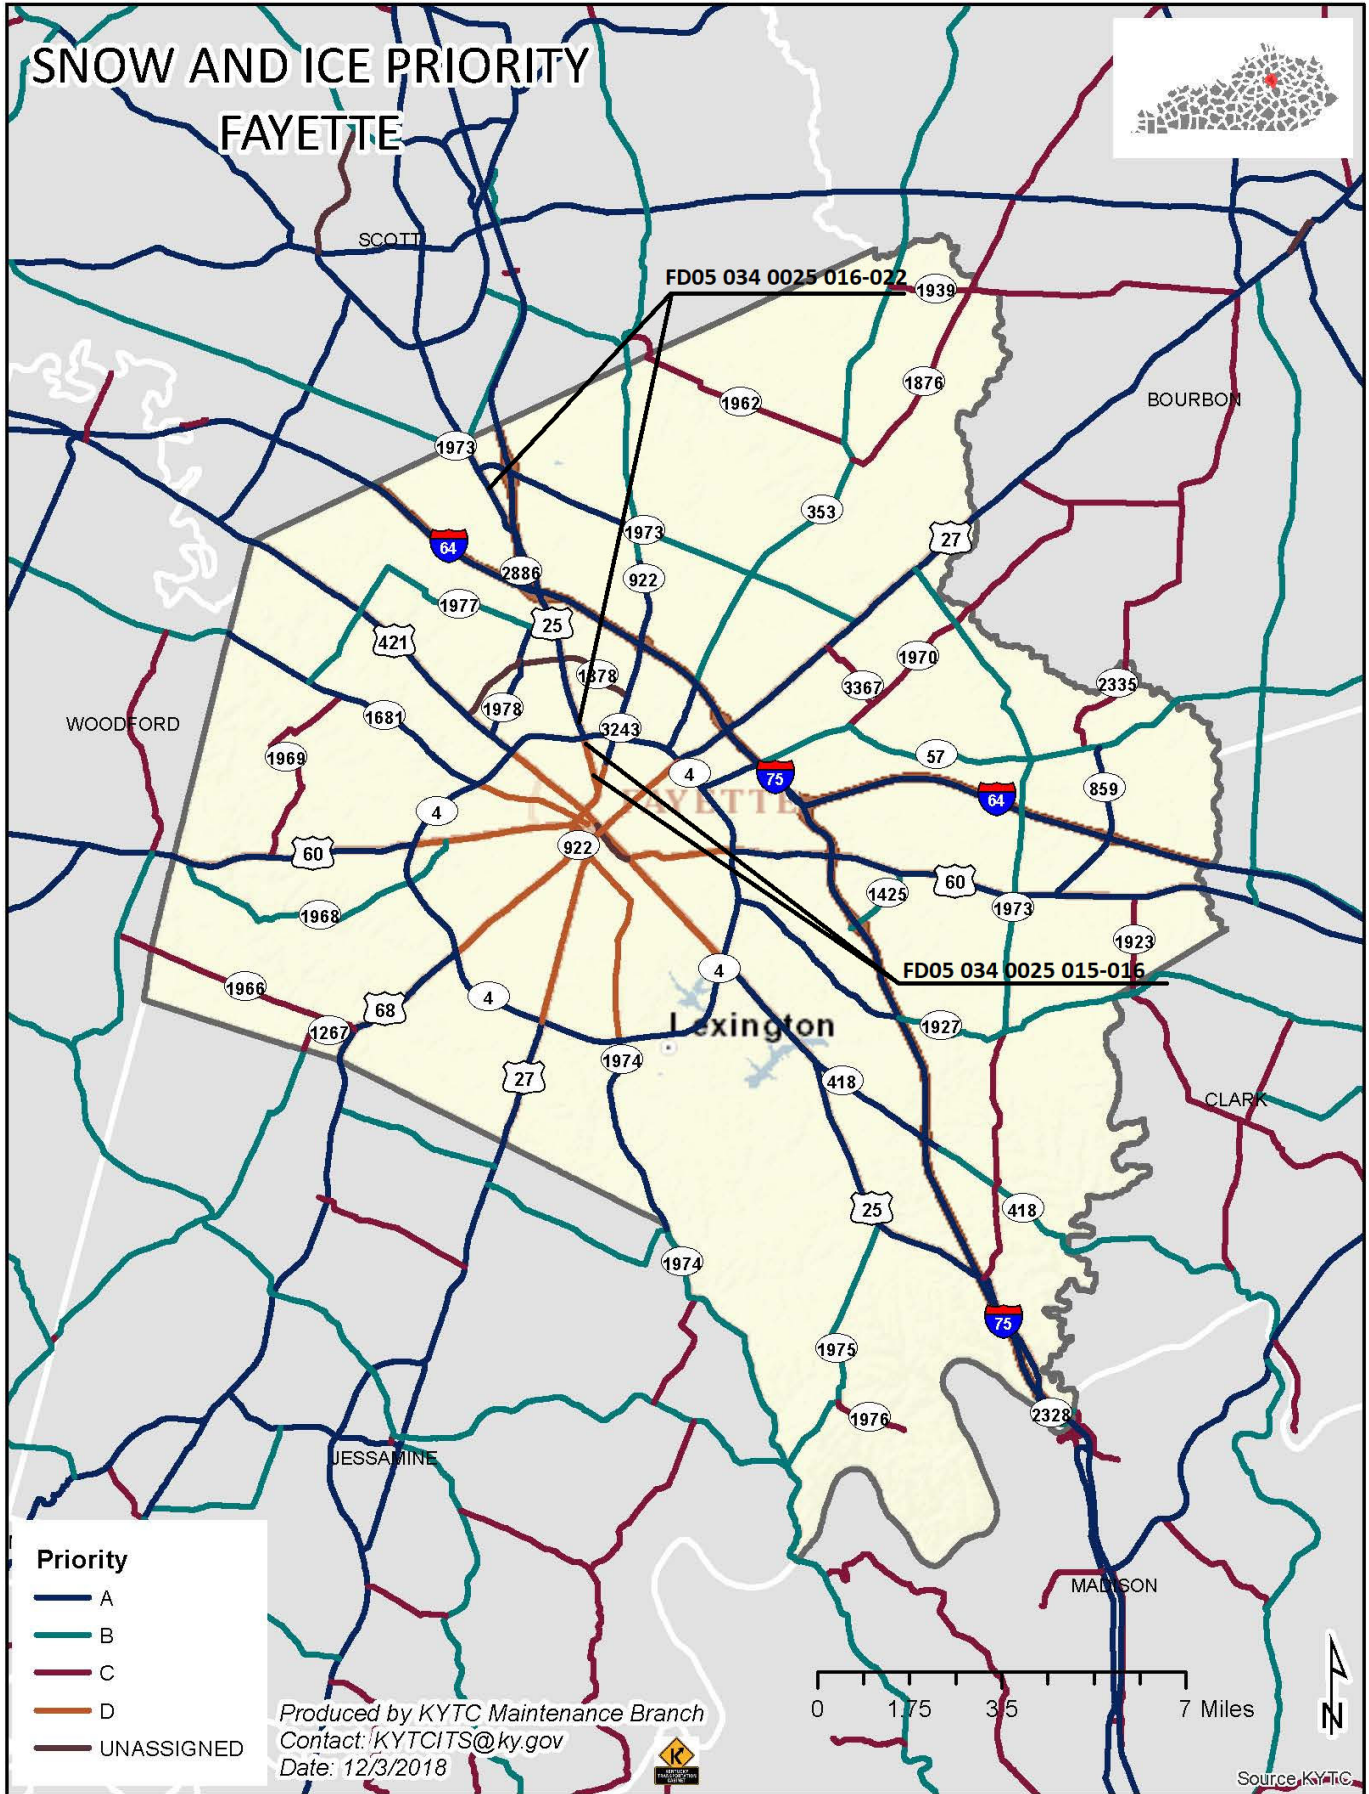 SNOW AND ICE PRIORITY
FAYETTE
SCOTT
FD05 034 0025 016-022
1939
1876
BOURBON
1962
1973
353
27
1973
64
2886
922
1977
25
421
1970
1878
3367
2335
1978
WOODFORD
1681
3243
1969
57
4
75
859
64
FAYETTE
4
922
60
60
1425
1973
1968
1923
4
FD05 034 0025 015-016
1966
4
68
Lexington
1927
1267
1974
27
418
CLARK
25
418
1974
75
1975
2328
1976
JESSAMINE
MADISON
Priority
A
B
C
D
UNASSIGNED
Produced by KYTC Maintenance Branch
Contact: KYTCITS@ky.gov
Date: 12/3/2018
0 1.75 3.5 7 Miles
N
Source KYTC